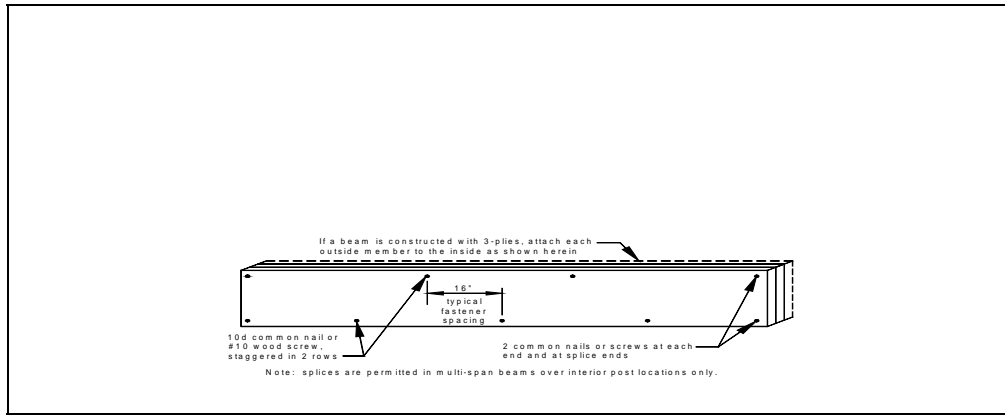 If a beam is constructed with 3-plies, attach each
outside member to the inside as shown herein
16"
typical
fastener
spacing
10d common nail or
#10 wood screw,
staggered in 2 rows
2 common nails or screws at each
end and at splice ends
Note: splices are permitted in multi-span beams over interior post locations only.